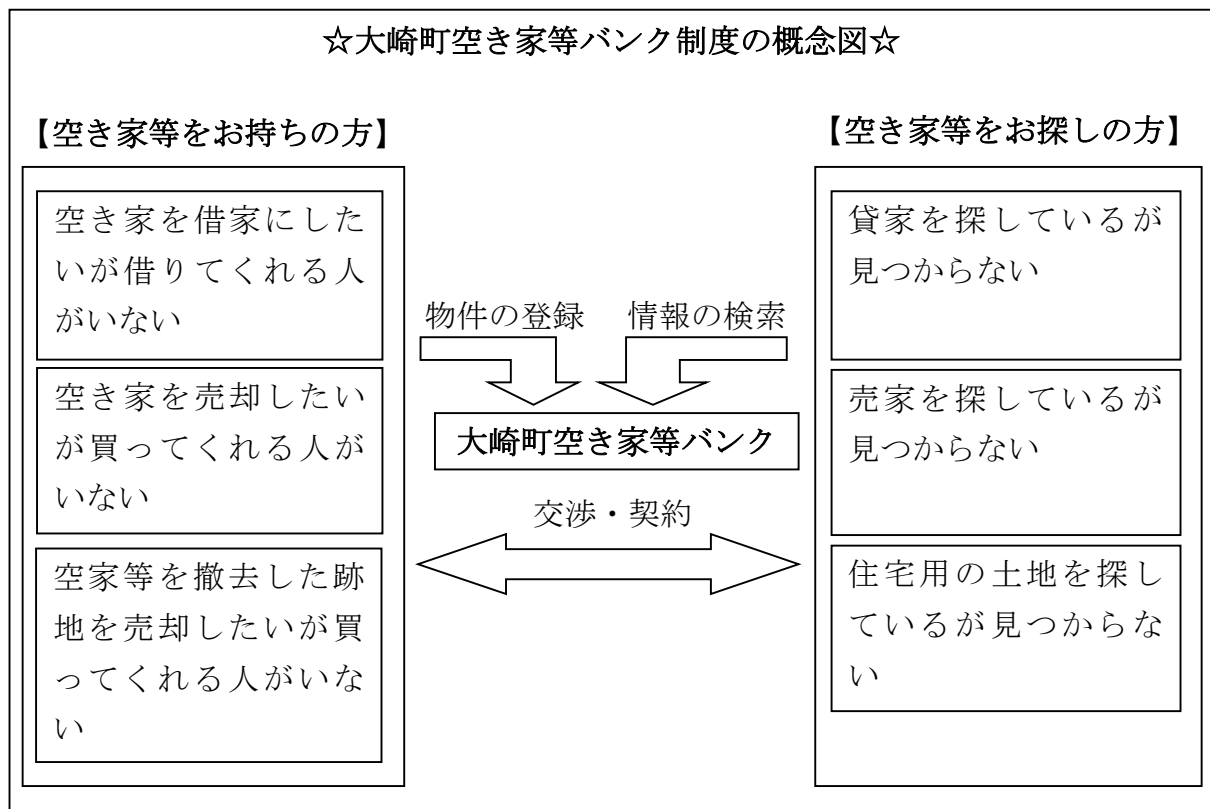 ☆大崎町空き家等バンク制度の概念図☆
【空き家等をお持ちの方】
空き家を借家にした
いが借りてくれる人
がいない
空き家を売却したい
が買ってくれる人が
いない
空家等を撤去した跡
地を売却したいが買
ってくれる人がいな
い
物件の登録
情報の検索
大崎町空き家等バンク
交渉・契約
【空き家等をお探しの方】
貸家を探しているが
見つからない
売家を探しているが
見つからない
住宅用の土地を探し
ているが見つからな
い